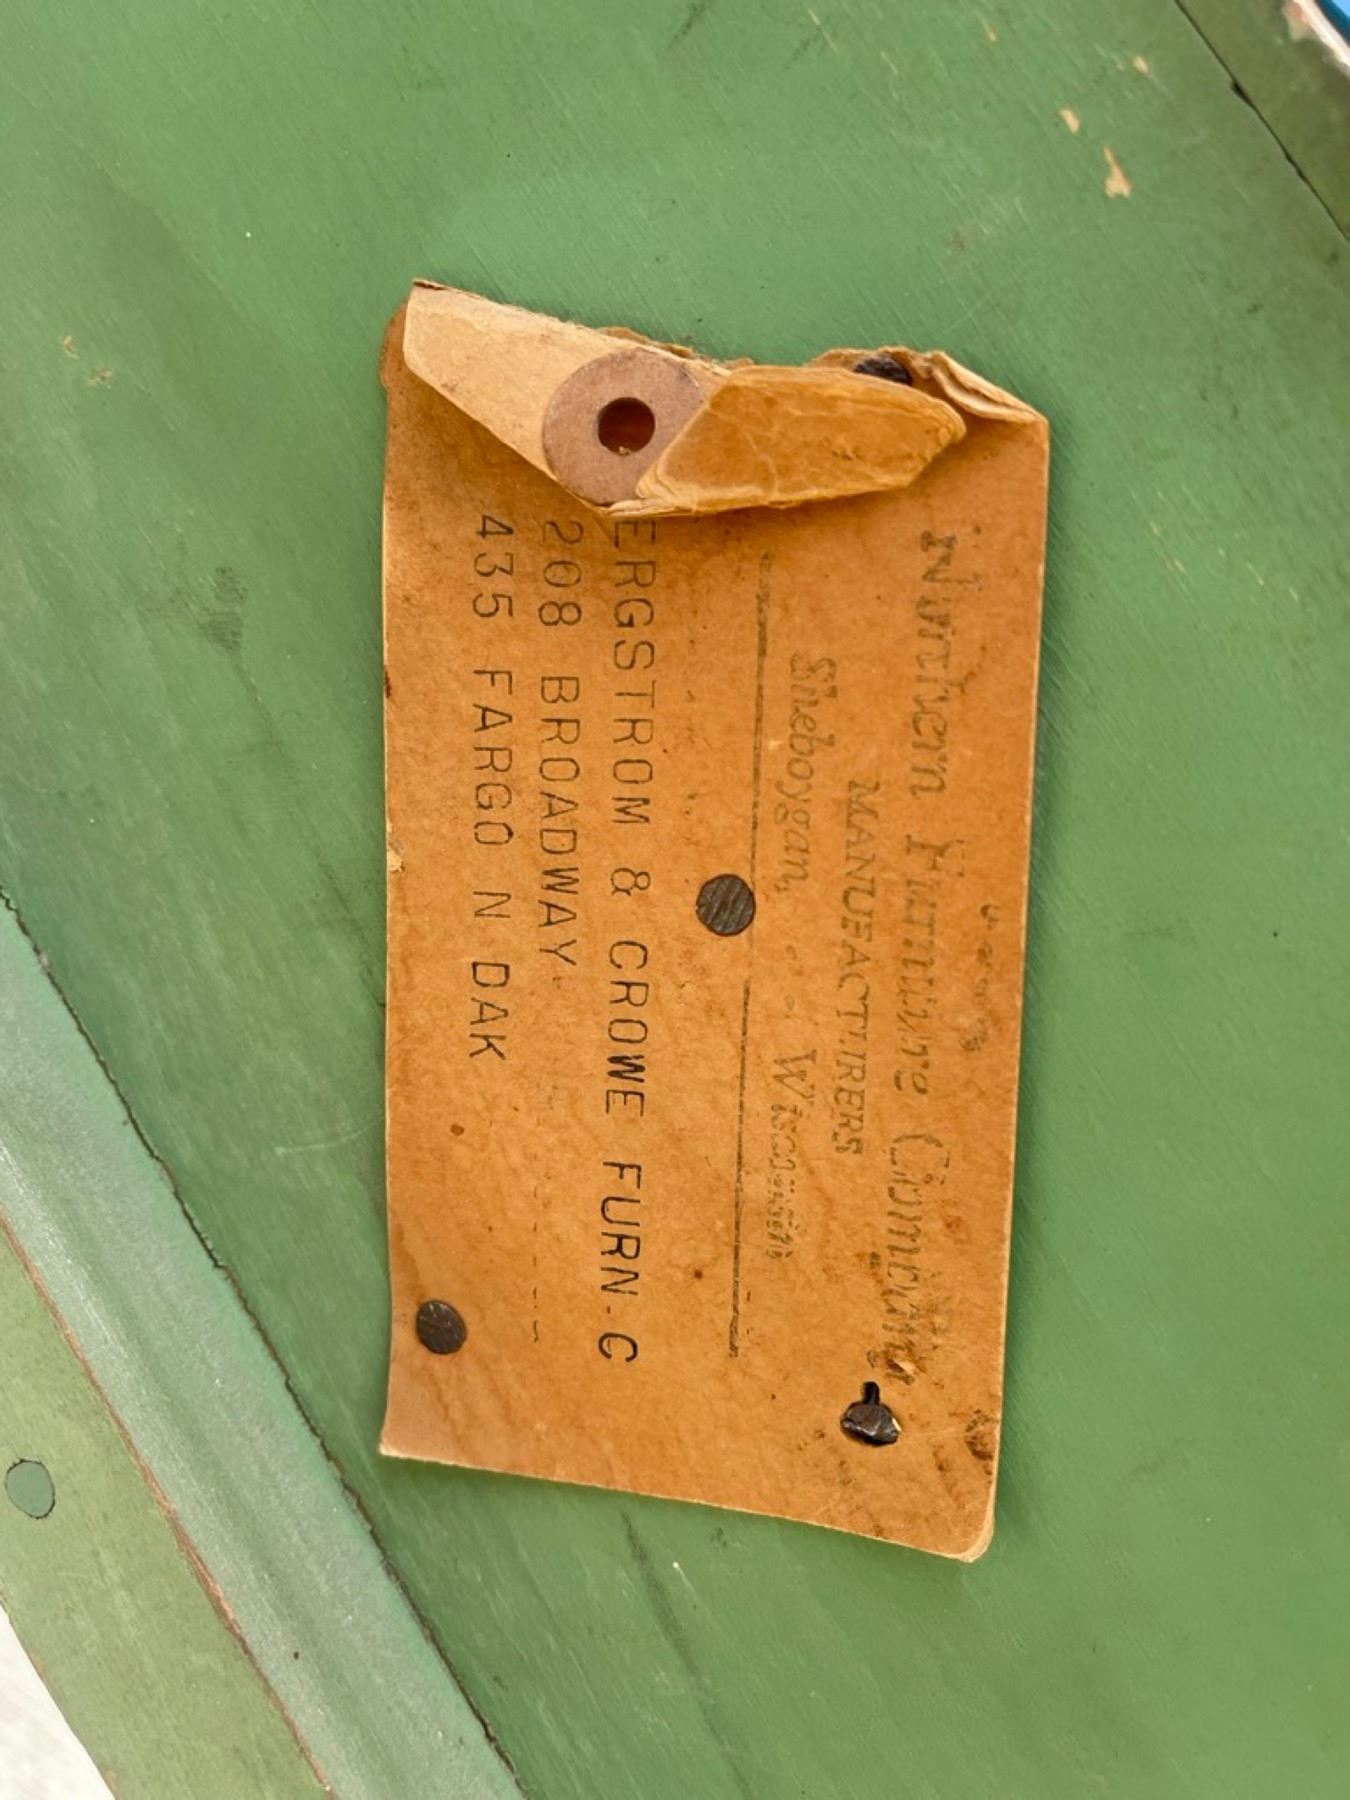 Northern Furniture Company
MANUFACTURERS
Sheboygan, Wisconsin
ERGSTROM & CROWE FURN. C
208 BROADWAY
435 FARGO N DAK